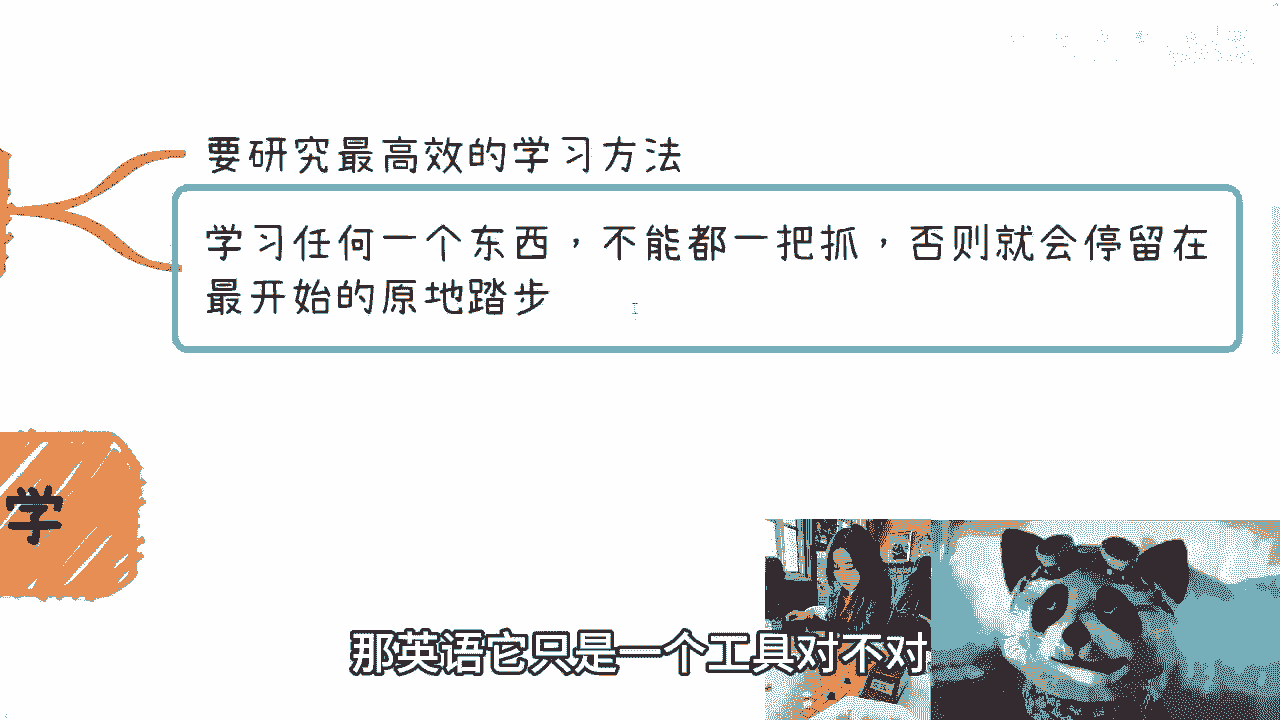 要研究最高效的学习方法
学习任何一个东西，不能都一把抓，否则就会停留在
最开始的原地踏步
学
那英语它只是一个工具对不对